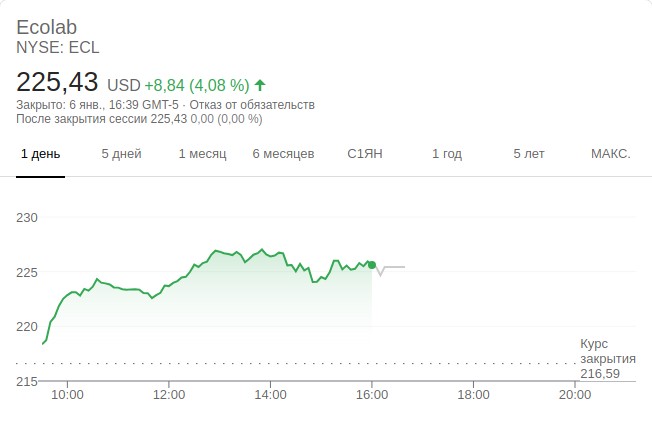 Ecolab
NYSE: ECL
225,43 USD +8,84 (4,08 %)
Закрыто: 6 янв., 16:39 GMT-5 · Отказ от обязательств
После закрытия сессии 225,43 0,00 (0,00 %)
1 день 5 дней 1 месяц 6 месяцев С1ЯН 1 год 5 лет МАКС.
230
225
220
Курс
закрытия
216,59
215
10:00 12:00 14:00 16:00 18:00 20:00